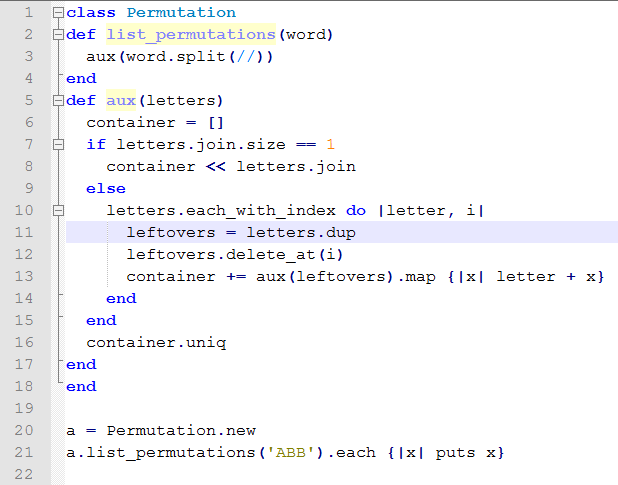 1 class Permutation
2 def list_permutations(word)
3   aux(word.split(//))
4 end
5 def aux(letters)
6   container = []
7   if letters.join.size == 1
8     container << letters.join
9   else
10     letters.each_with_index do |letter, i|
11       leftovers = letters.dup
12       leftovers.delete_at(i)
13       container += aux(leftovers).map {|x| letter + x}
14     end
15   end
16   container.uniq
17 end
18 end
19
20 a = Permutation.new
21 a.list_permutations('ABB').each {|x| puts x}
22